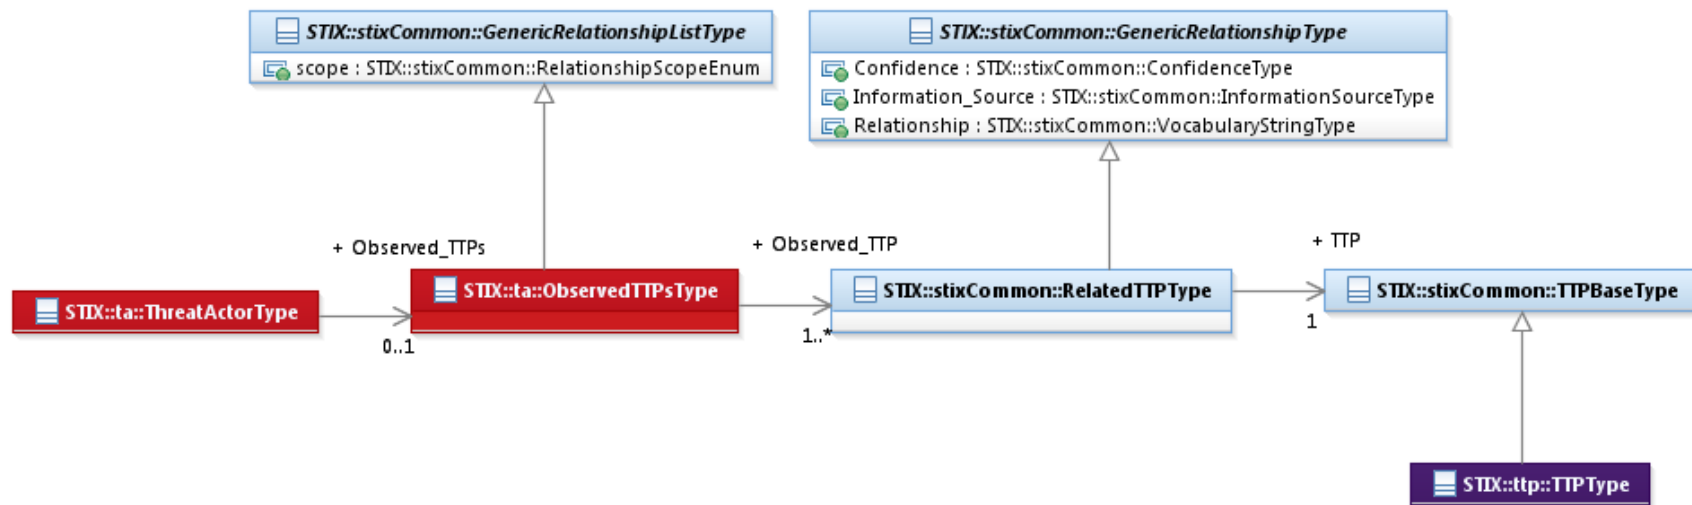 STIX::stixCommon::GenericRelationshipListType
scope : STIX::stixCommon::RelationshipScopeEnum
STIX::stixCommon::GenericRelationshipType
Confidence : STIX::stixCommon::ConfidenceType
Information_Source : STIX::stixCommon::InformationSourceType
Relationship : STIX::stixCommon::VocabularyStringType
+ Observed_TTPs
+ Observed_TTP
+ TTP
STIX::ta::ThreatActorType
STIX::ta::ObservedTTPsType
STIX::stixCommon::RelatedTTPType
STIX::stixCommon::TTPBaseType
0..1
1..*
1
STIX::ttp::TTPType